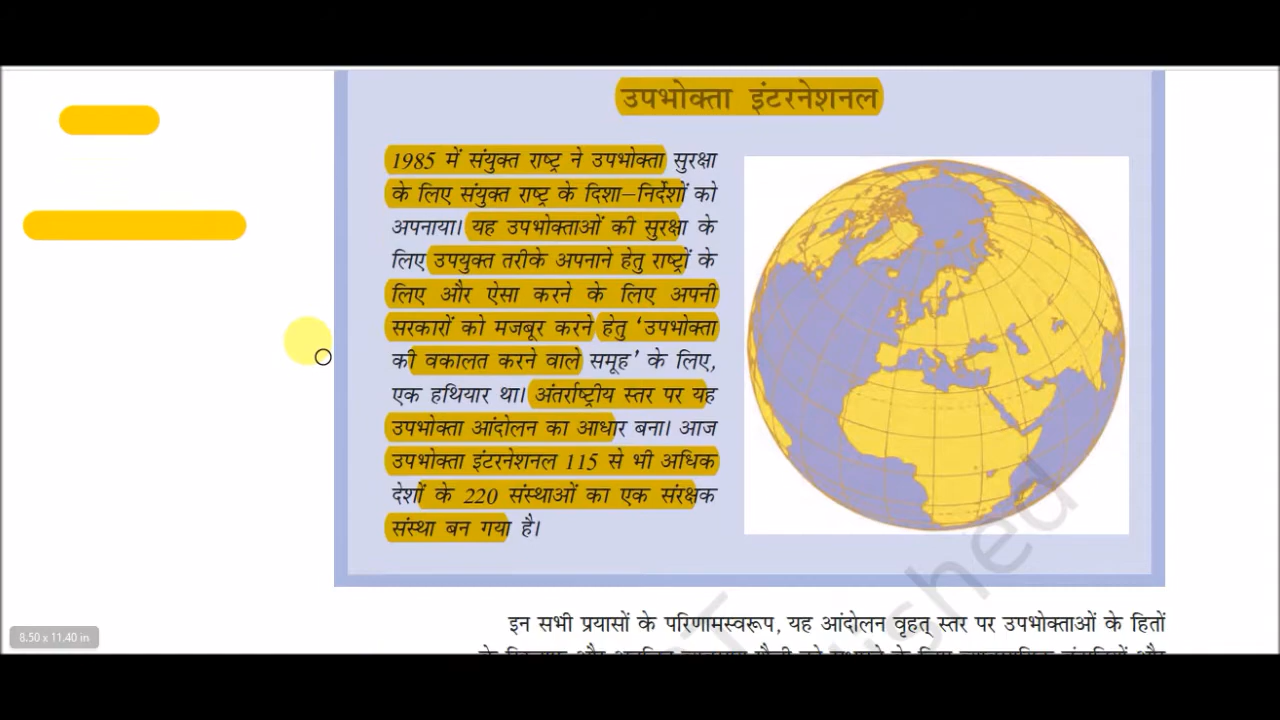 उपभोक्ता इंटरनेशनल
1985 में संयुक्त राष्ट्र ने उपभोक्ता सुरक्षा
के लिए संयुक्त राष्ट्र के दिशा–निर्देशों को
अपनाया। यह उपभोक्ताओं की सुरक्षा के
लिए उपयुक्त तरीके अपनाने हेतु राष्ट्रों के
लिए और ऐसा करने के लिए अपनी
सरकारों को मजबूर करने हेतु ‘उपभोक्ता
की वकालत करने वाले समूह’ के लिए,
एक हथियार था। अंतर्राष्ट्रीय स्तर पर यह
उपभोक्ता आंदोलन का आधार बना। आज
उपभोक्ता इंटरनेशनल 115 से भी अधिक
देशों के 220 संस्थाओं का एक संरक्षक
संस्था बन गया है।
इन सभी प्रयासों के परिणामस्वरूप, यह आंदोलन वृहत् स्तर पर उपभोक्ताओं के हितों
8.50 x 11.40 in